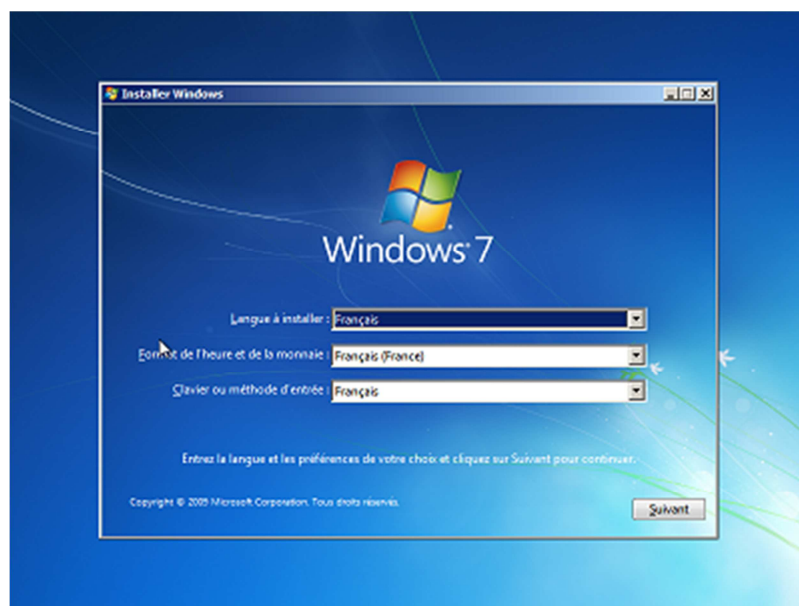 Installer Windows
Windows 7
Langue à installer : Français
Format de l'heure et de la monnaie : Français (France)
Clavier ou méthode d'entrée : Français
Entrez la langue et les préférences de votre choix et cliquez sur Suivant pour continuer.
Copyright © 2009 Microsoft Corporation. Tous droits réservés.
Suivant